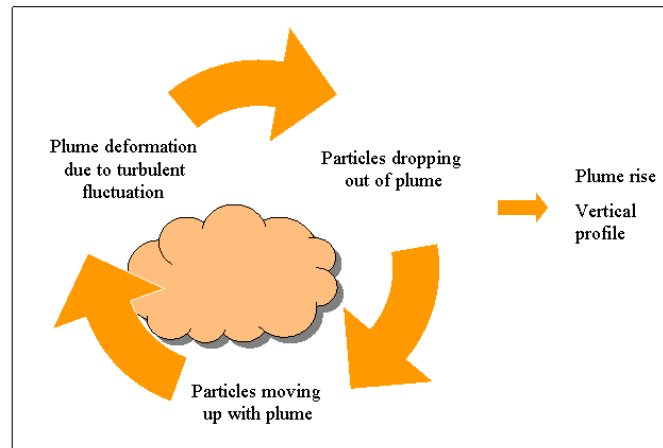 Plume deformation
due to turbulent
fluctuation
Particles dropping
out of plume
Plume rise
Vertical
profile
Particles moving
up with plume